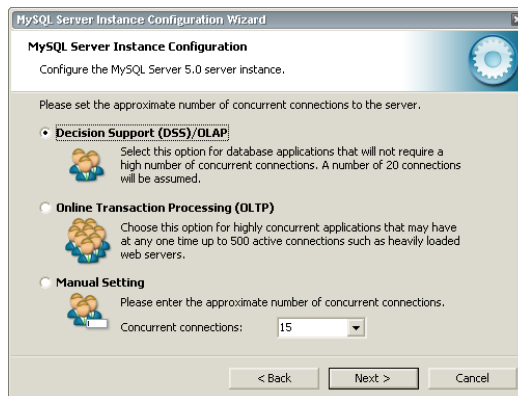 MySQL Server Instance Configuration Wizard
MySQL Server Instance Configuration
Configure the MySQL Server 5.0 server instance.
Please set the approximate number of concurrent connections to the server.
Decision Support (DSS)/OLAP
Select this option for database applications that will not require a
high number of concurrent connections. A number of 20 connections
will be assumed.
Online Transaction Processing (OLTP)
Choose this option for highly concurrent applications that may have
at any one time up to 500 active connections such as heavily loaded
web servers.
Manual Setting
Please enter the approximate number of concurrent connections.
Concurrent connections: 15
< Back Next > Cancel